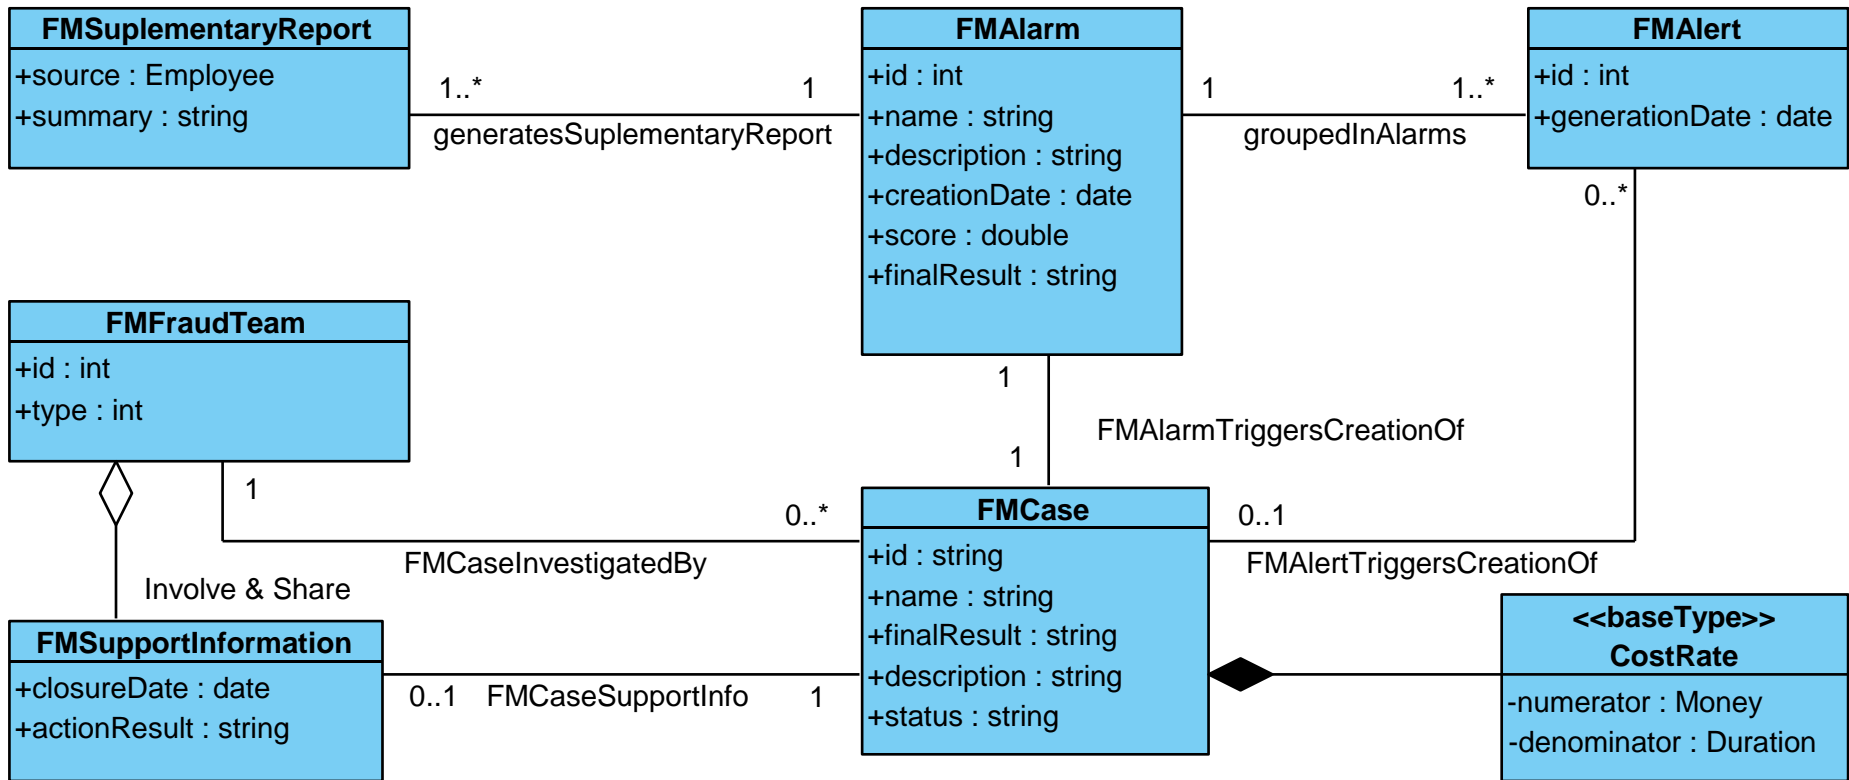 FMSuplementaryReport
+source : Employee
+summary : string
1..*
1
generatesSuplementaryReport
FMAlarm
+id : int
+name : string
+description : string
+creationDate : date
+score : double
+finalResult : string
1
1..*
groupedInAlarms
FMAlert
+id : int
+generationDate : date
0..*
FMFraudTeam
+id : int
+type : int
1
FMAlarmTriggersCreationOf
1
1
0..*
FMCaseInvestigatedBy
Involve & Share
FMCase
+id : string
+name : string
+finalResult : string
+description : string
+status : string
0..1
FMAlertTriggersCreationOf
FMSupportInformation
+closureDate : date
+actionResult : string
0..1
FMCaseSupportInfo
1
<<baseType>>
CostRate
-numerator : Money
-denominator : Duration